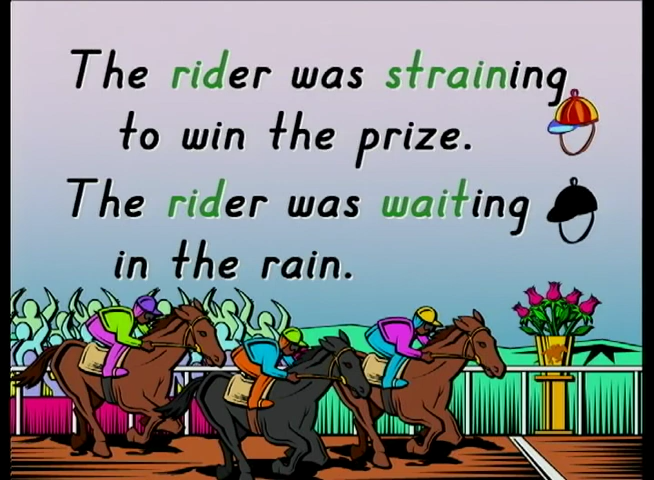 The rider was straining
to win the prize.
The rider was waiting
in the rain.